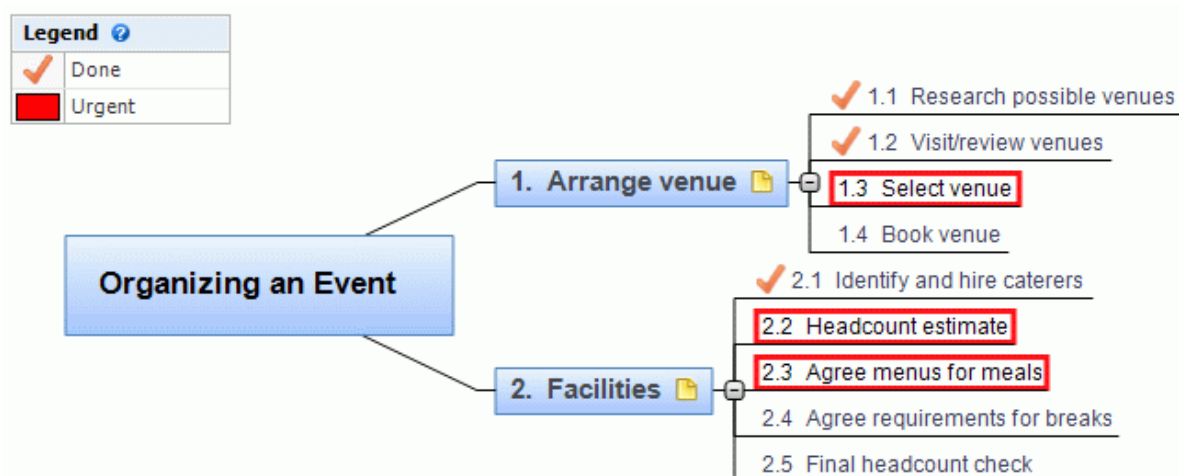 Legend
Done
Urgent
Organizing an Event
1. Arrange venue
1.1 Research possible venues
1.2 Visit/review venues
1.3 Select venue
1.4 Book venue
2. Facilities
2.1 Identify and hire caterers
2.2 Headcount estimate
2.3 Agree menus for meals
2.4 Agree requirements for breaks
2.5 Final headcount check